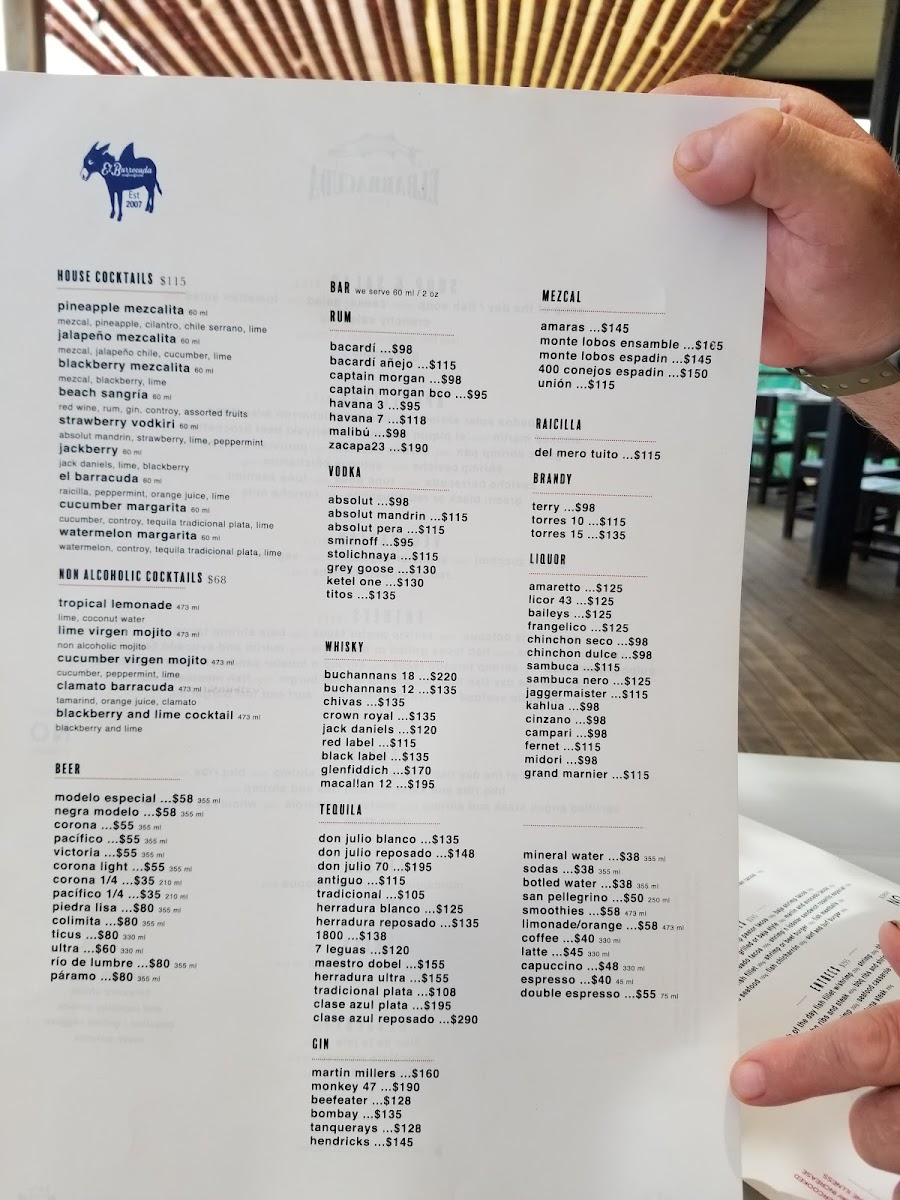 El Barrocuda
Est
2007
HOUSE COCKTAILS $115
pineapple mezcalita 60 ml
mezcal, pineapple, cilantro, chile serrano, lime
jalapeño mezcalita 60 ml
mezcal, jalapeño chile, cucumber, lime
blackberry mezcalita 60 ml
mezcal, blackberry, lime
beach sangria 60 ml
red wine, rum, gin, controy, assorted fruits
strawberry vodkiri 60 ml
absolut mandrin, strawberry, lime, peppermint
jackberry 60 ml
jack daniels, lime, blackberry
el barracuda 60 ml
raicilla, peppermint, orange juice, lime
cucumber margarita 60 ml
cucumber, controy, tequila tradicional plata, lime
watermelon margarita 60 ml
watermelon, controy, tequila tradicional plata, lime
NON ALCOHOLIC COCKTAILS $68
tropical lemonade 473 ml
lime, coconut water
lime virgen mojito 473 ml
non alcoholic mojito
cucumber virgen mojito 473 ml
cucumber, peppermint, lime
clamato barracuda 473 ml
tamarind, orange juice, clamato
blackberry and lime cocktail 473 ml
blackberry and lime
BEER
modelo especial ...$58 355 ml
negra modelo ...$58 355 ml
corona ...$55 355 ml
pacífico ...$55 355 ml
victoria ...$55 355 ml
corona light ...$55 355 ml
corona 1/4 ...$35 210 ml
pacífico 1/4 ...$35 210 ml
piedra lisa ...$80 355 ml
colimita ...$80 355 ml
ticus ...$80 330 ml
ultra ...$60 330 ml
río de lumbre ...$80 355 ml
páramo ...$80 355 ml
BAR we serve 60 ml / 2 oz
RUM
bacardí ...$98
bacardí añejo ...$115
captain morgan ...$98
captain morgan bco ...$95
havana 3 ...$95
havana 7 ...$118
malibú ...$98
zacapa23 ...$190
VODKA
absolut ...$98
absolut mandrin ...$115
absolut pera ...$115
smirnoff ...$95
stolichnaya ...$115
grey goose ...$130
ketel one ...$130
titos ...$135
WHISKY
buchannans 18 ...$220
buchannans 12 ...$135
chivas ...$135
crown royal ...$135
jack daniels ...$120
red label ...$115
black label ...$135
glenfiddich ...$170
macallan 12 ...$195
TEQUILA
don julio blanco ...$135
don julio reposado ...$148
don julio 70 ...$195
antiguo ...$115
tradicional ...$105
herradura blanco ...$125
herradura reposado ...$135
1800 ...$138
7 leguas ...$120
maestro dobel ...$155
herradura ultra ...$155
tradicional plata ...$108
clase azul plata ...$195
clase azul reposado ...$290
GIN
martin millers ...$160
monkey 47 ...$190
beefeater ...$128
bombay ...$135
tanquerays ...$128
hendricks ...$145
MEZCAL
amaras ...$145
monte lobos ensamble ...$165
monte lobos espadin ...$145
400 conejos espadin ...$150
unión ...$115
RAICILLA
del mero tuito ...$115
BRANDY
terry ...$98
torres 10 ...$115
torres 15 ...$135
LIQUOR
amaretto ...$125
licor 43 ...$125
baileys ...$125
frangelico ...$125
chinchon seco ...$98
chinchon dulce ...$98
sambuca ...$115
sambuca nero ...$125
jaggermaister ...$115
kahlua ...$98
cinzano ...$98
campari ...$98
fernet ...$115
midori ...$98
grand marnier ...$115
mineral water ...$38 355 ml
sodas ...$38 355 ml
botled water ...$38 355 ml
san pellegrino ...$50 250 ml
smoothies ...$58 473 ml
limonade/orange ...$58 473 ml
coffee ...$40 330 ml
latte ...$45 330 ml
capuccino ...$48 330 ml
espresso ...$40 45 ml
double espresso ...$55 75 ml